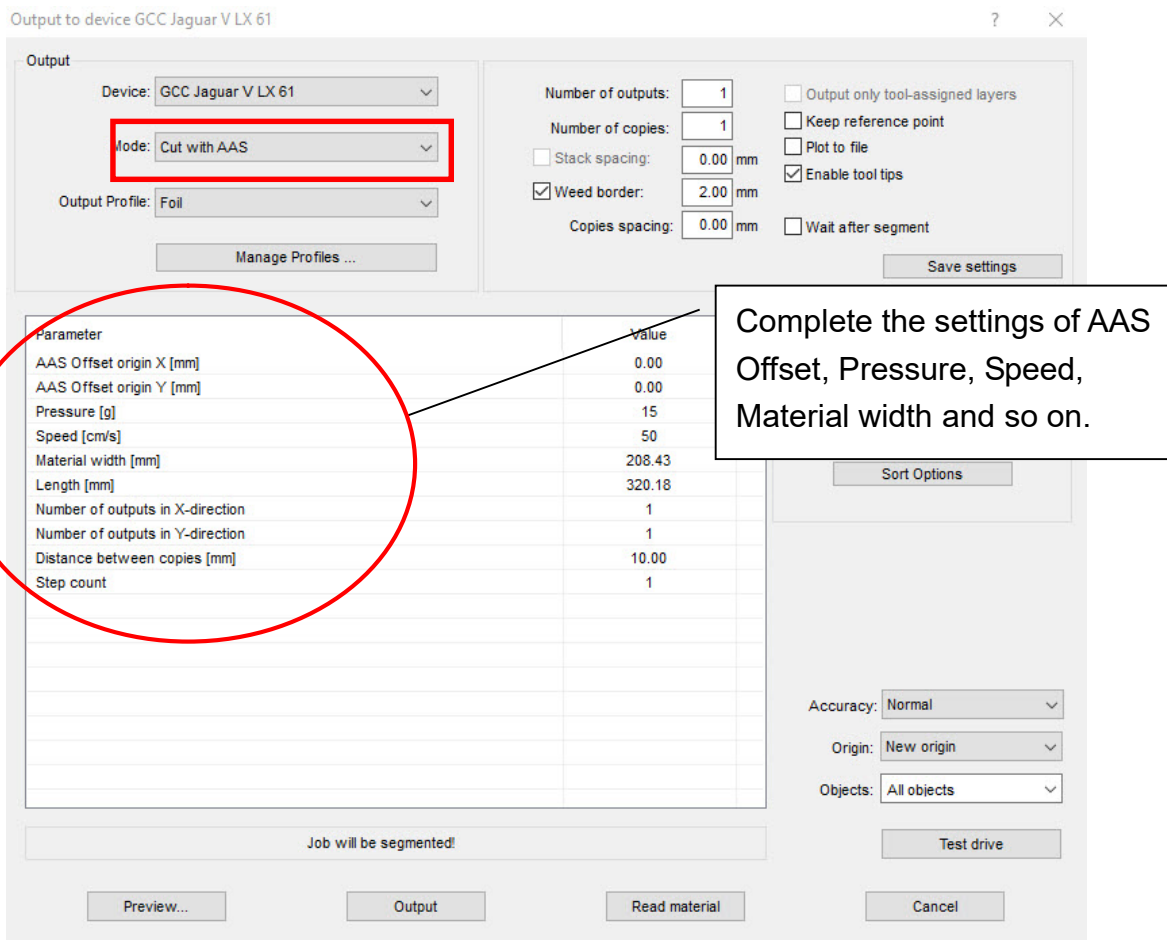 Output to device GCC Jaguar V LX 61
Output
Device: GCC Jaguar V LX 61
Mode: Cut with AAS
Output Profile: Foil
Manage Profiles ...
Number of outputs: 1
Number of copies: 1
Stack spacing: 0.00 mm
Weed border: 2.00 mm
Copies spacing: 0.00 mm
Output only tool-assigned layers
Keep reference point
Plot to file
Enable tool tips
Wait after segment
Save settings
Complete the settings of AAS
Offset, Pressure, Speed,
Material width and so on.
Parameter Value
AAS Offset origin X [mm] 0.00
AAS Offset origin Y [mm] 0.00
Pressure [g] 15
Speed [cm/s] 50
Material width [mm] 208.43
Length [mm] 320.18
Number of outputs in X-direction 1
Number of outputs in Y-direction 1
Distance between copies [mm] 10.00
Step count 1
Sort Options
Accuracy: Normal
Origin: New origin
Objects: All objects
Job will be segmented!
Test drive
Preview...
Output
Read material
Cancel